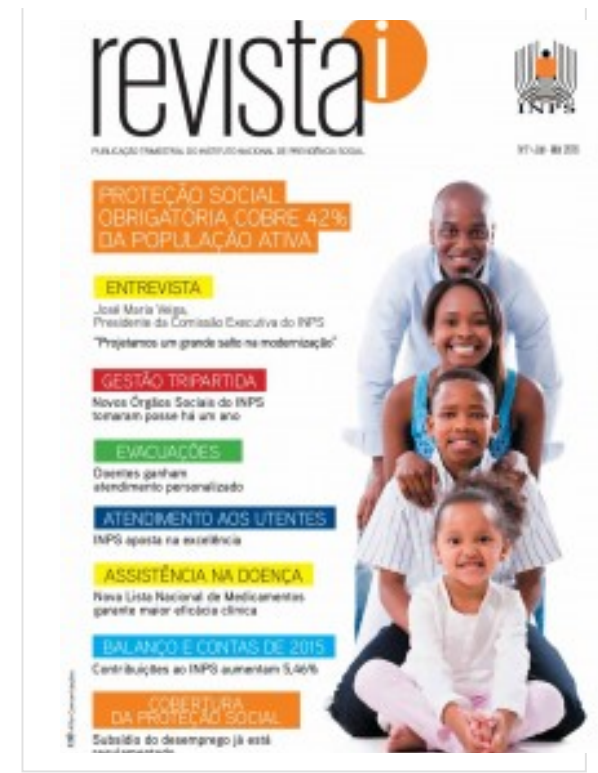 revista i
INPS
PUBLICAÇÃO TRIMESTRAL DO INSTITUTO NACIONAL DE PREVIDÊNCIA SOCIAL
PROTEÇÃO SOCIAL
OBRIGATÓRIA COBRE 42%
DA POPULAÇÃO ATIVA
ENTREVISTA
José Maria Veiga,
Presidente da Comissão Executiva do INPS
"Projetamos um grande salto na modernização"
GESTÃO TRIPARTIDA
Novos Órgãos Sociais do INPS
tomaram posse há um ano
EVACUAÇÕES
Doentes ganham
atendimento personalizado
ATENDIMENTO AOS UTENTES
INPS aposta na excelência
ASSISTÊNCIA NA DOENÇA
Nova Lista Nacional de Medicamentos
garante maior eficácia clínica
BALANÇO E CONTAS DE 2015
Contribuições ao INPS aumentam 5,46%
COBERTURA
DA PROTEÇÃO SOCIAL
Subsídio do desemprego já está